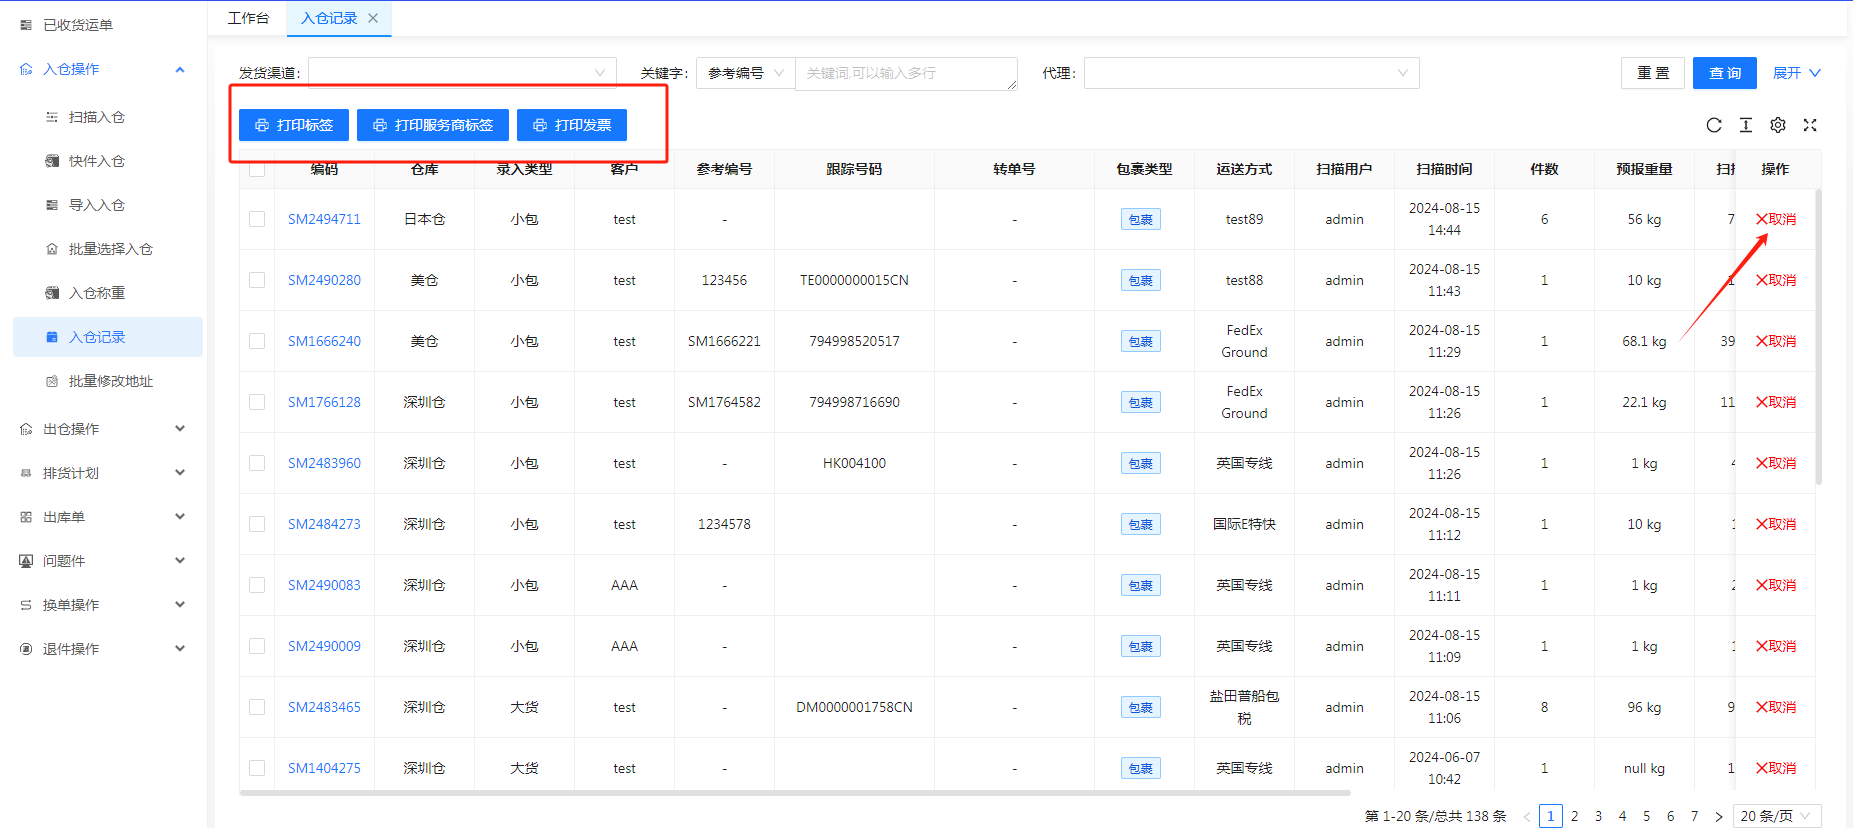 已收货运单
入仓操作
扫描入仓
快件入仓
导入入仓
批量选择入仓
入仓称重
入仓记录
批量修改地址
出仓操作
排货计划
出库单
问题件
换单操作
退件操作
工作台 入仓记录
发货渠道: 关键字: 参考编号 关键词,可以输入多行 代理: 重 置 查 询 展开
打印标签 打印服务商标签 打印发票
编码 仓库 录入类型 客户 参考编号 跟踪号码 转单号 包裹类型 运送方式 扫描用户 扫描时间 件数 预报重量 操作
SM2494711 日本仓 小包 test - - 包裹 test89 admin 2024-08-15 14:44 6 56 kg 7 取消
SM2490280 美仓 小包 test 123456 TE0000000015CN - 包裹 test88 admin 2024-08-15 11:43 1 10 kg 取消
SM1666240 美仓 小包 test SM1666221 794998520517 - 包裹 FedEx Ground admin 2024-08-15 11:29 1 68.1 kg 39 取消
SM1766128 深圳仓 小包 test SM1764582 794998716690 - 包裹 FedEx Ground admin 2024-08-15 11:26 1 22.1 kg 11 取消
SM2483960 深圳仓 小包 test - HK004100 - 包裹 英国专线 admin 2024-08-15 11:26 1 1 kg 取消
SM2484273 深圳仓 小包 test 1234578 - 包裹 国际E特快 admin 2024-08-15 11:12 1 10 kg 取消
SM2490083 深圳仓 小包 AAA - - 包裹 英国专线 admin 2024-08-15 11:11 1 1 kg 取消
SM2490009 深圳仓 小包 AAA - - 包裹 英国专线 admin 2024-08-15 11:09 1 1 kg 取消
SM2483465 深圳仓 大货 test - DM0000001758CN - 包裹 盐田普船包税 admin 2024-08-15 11:06 8 96 kg 9 取消
SM1404275 深圳仓 大货 test - - 包裹 英国专线 admin 2024-06-07 10:42 1 null kg 1 取消
第 1-20 条/总共 138 条 1 2 3 4 5 6 7 20 条/页